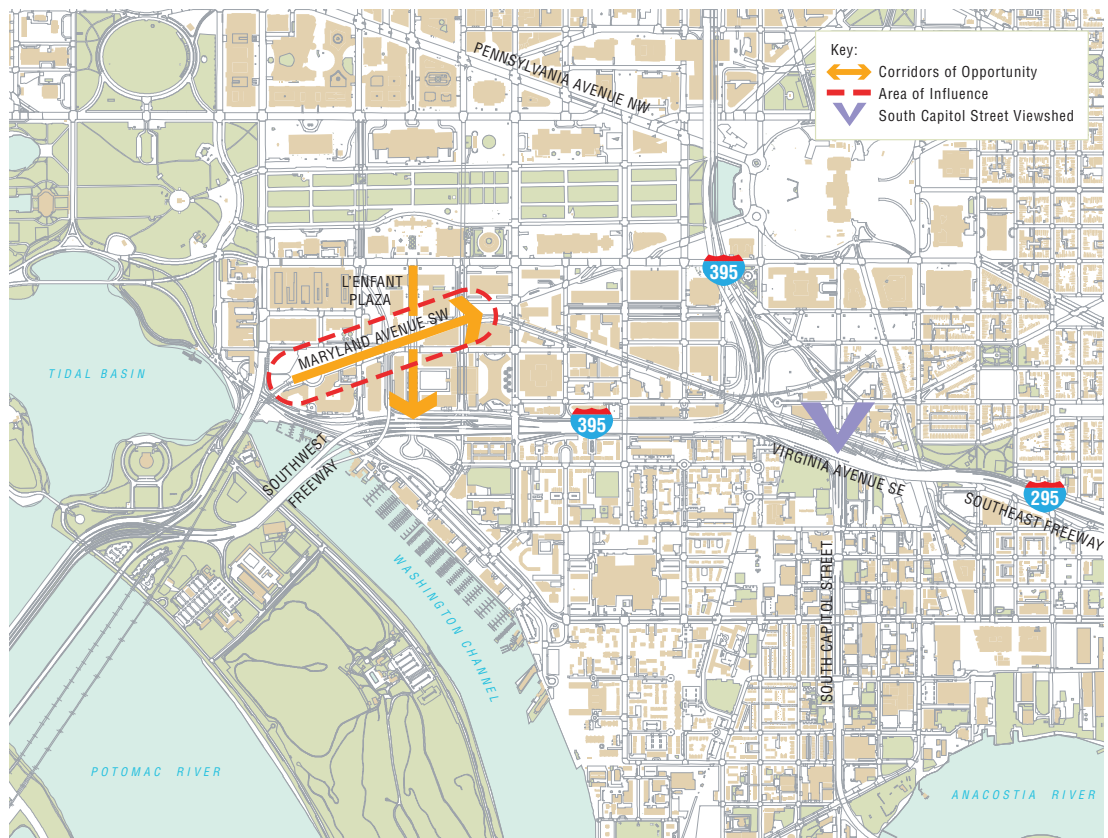 PENNSYLVANIA AVENUE NW
Key:
Corridors of Opportunity
Area of Influence
South Capitol Street Viewshed
395
L'ENFANT
PLAZA
MARYLAND AVENUE SW
TIDAL BASIN
395
SOUTHWEST
FREEWAY
VIRGINIA AVENUE SE
295
SOUTHEAST FREEWAY
WASHINGTON CHANNEL
SOUTH CAPITOL STREET
POTOMAC RIVER
ANACOSTIA RIVER